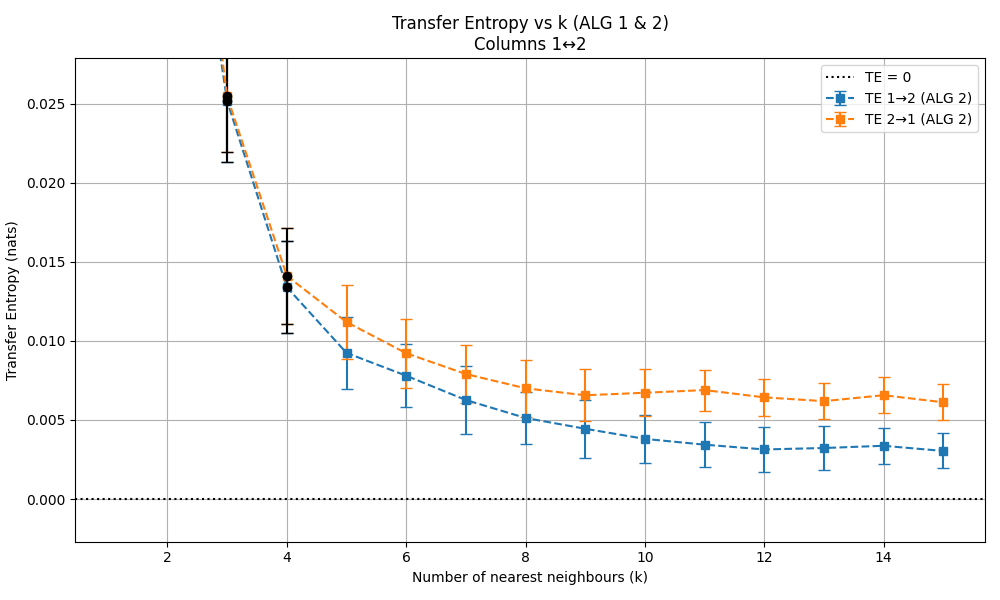 Transfer Entropy vs k (ALG 1 & 2)
Columns 1↔2
TE = 0
TE 1→2 (ALG 2)
TE 2→1 (ALG 2)
Transfer Entropy (nats)
0.025
0.020
0.015
0.010
0.005
0.000
2 4 6 8 10 12 14
Number of nearest neighbours (k)